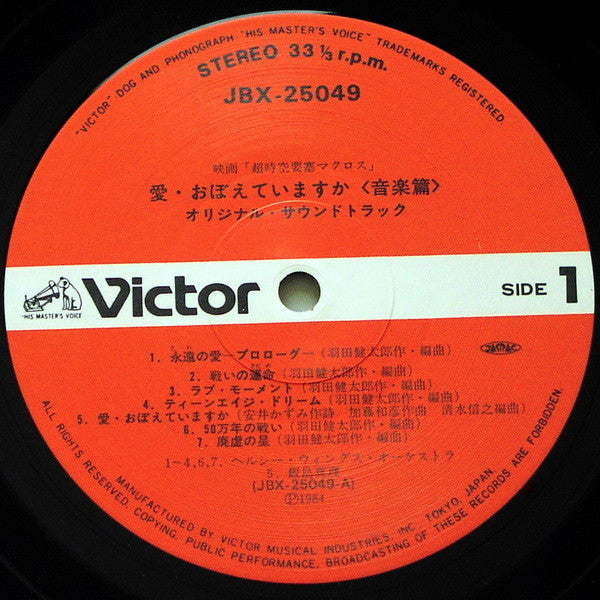 "VICTOR" DOG AND PHONOGRAPH "HIS MASTER'S VOICE" TRADEMARKS REGISTERED.
STEREO 33 1/3 r.p.m.
JBX-25049
映画「超時空要塞マクロス」
愛・おぼえていますか〈音楽篇〉
オリジナル・サウンドトラック
"HIS MASTER'S VOICE"
Victor
SIDE 1
1. 永遠の愛―プロローグ―(羽田健太郎作・編曲)
JASRAC
2. 戦いの運命(羽田健太郎作・編曲)
3. ラブ・モーメント(羽田健太郎作・編曲)
4. ティーンエイジ・ドリーム(羽田健太郎作・編曲)
5. 愛・おぼえていますか(安井かずみ作詩 加藤和彦作曲 清水信之編曲)
6. 50万年の戦い(羽田健太郎作・編曲)
7. 廃虚の星(羽田健太郎作・編曲)
1―4,6,7. ヘルシー・ウィングス・オーケストラ
5. 飯島真理
(JBX-25049-A)
Ⓟ1984
MANUFACTURED BY VICTOR MUSICAL INDUSTRIES, INC., TOKYO, JAPAN.
ALL RIGHTS RESERVED. COPYING, PUBLIC PERFORMANCE, BROADCASTING OF THESE RECORDS ARE FORBIDDEN.